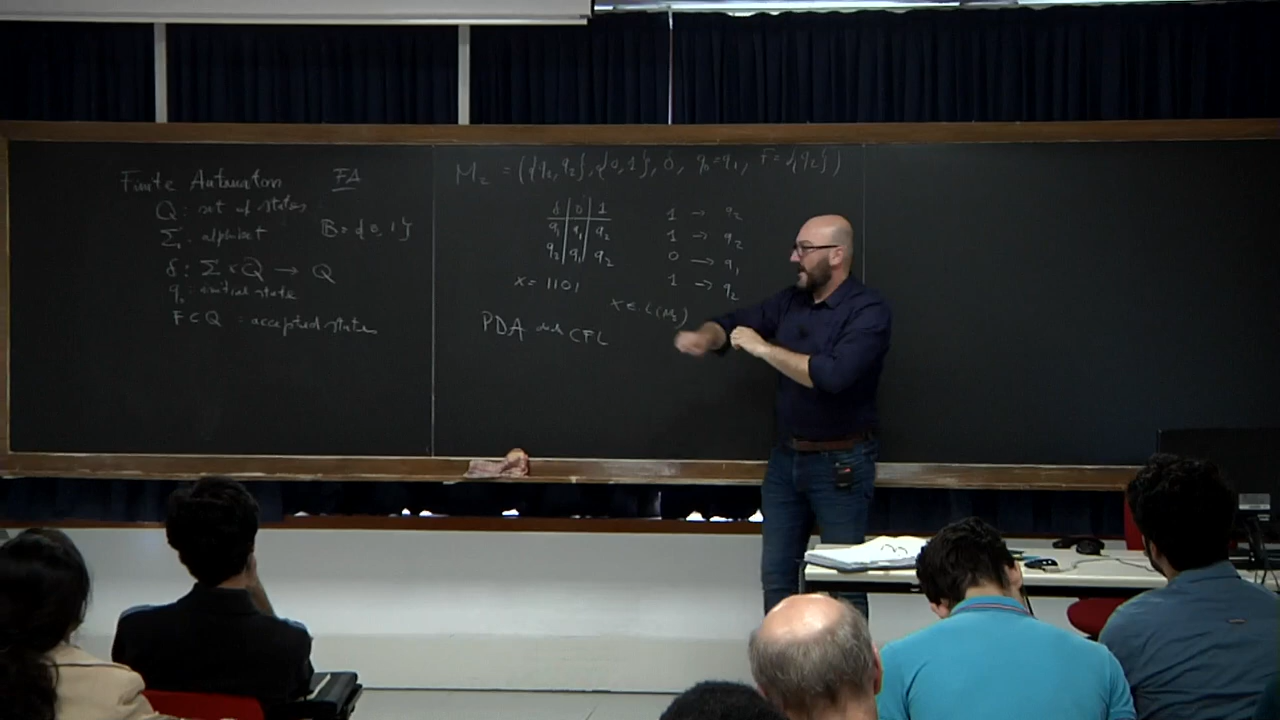 Finite Automaton FA
Q: set of states
Σ: alphabet B = {0, 1}
δ: Σ x Q → Q
q₀: initial state
F ⊂ Q = accepted states
M₂ = ({q₁, q₂}, {0, 1}, δ, q₀=q₁, F = {q₂})
δ | 0 | 1
q₁ | q₁ | q₂
q₂ | q₁ | q₂
x = 1101
1 → q₂
1 → q₂
0 → q₁
1 → q₂
x ∈ L(M₂)
PDA CFL